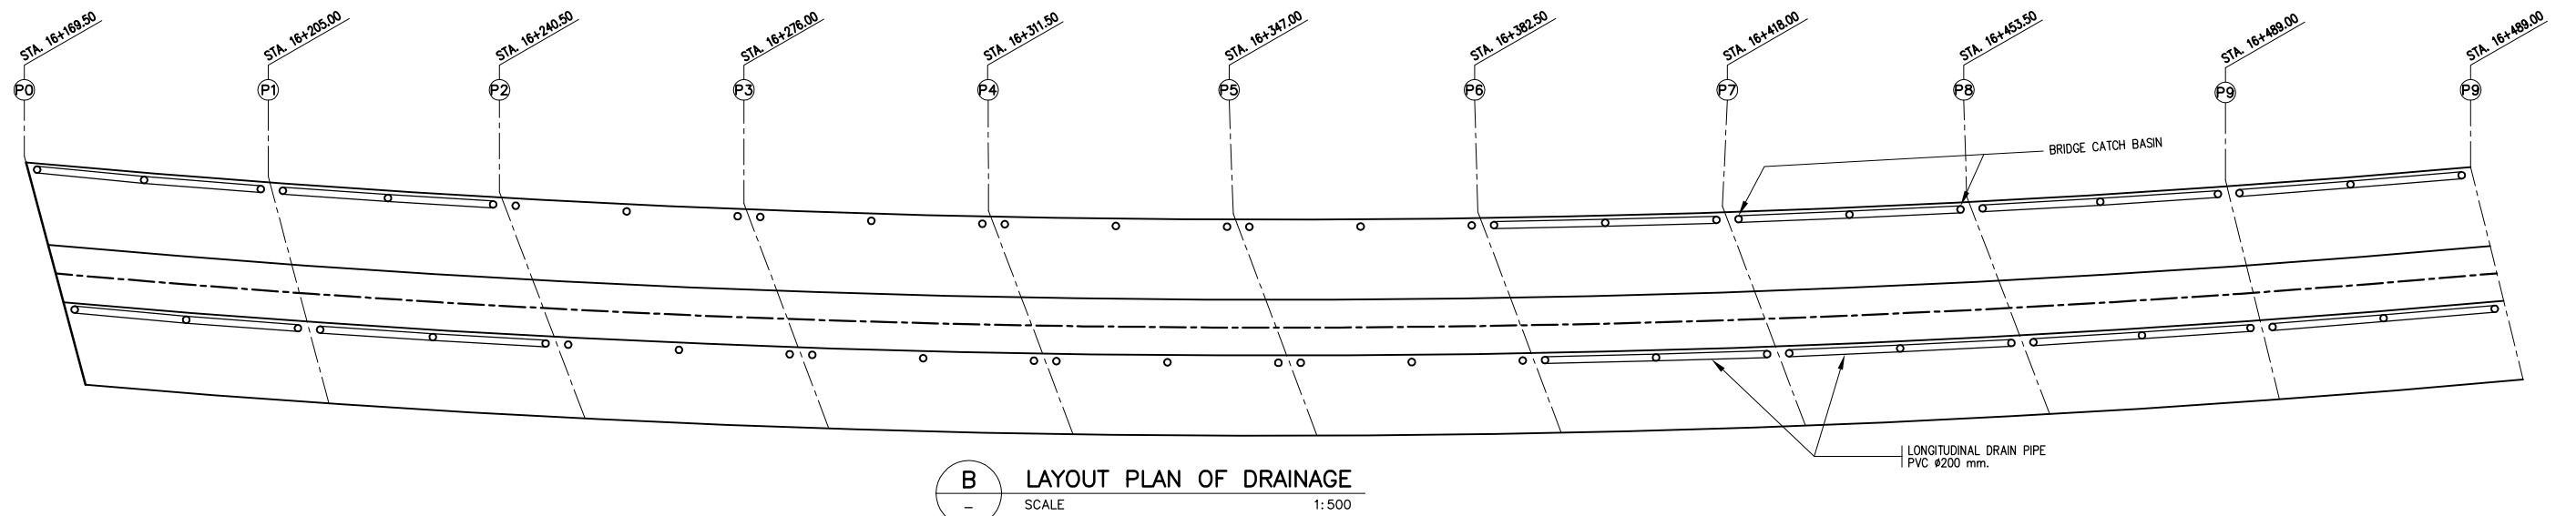 STA. 16+169.50
STA. 16+205.00
STA. 16+240.50
STA. 16+276.00
STA. 16+311.50
STA. 16+347.00
STA. 16+382.50
STA. 16+418.00
STA. 16+453.50
STA. 16+489.00
STA. 16+489.00
P0
P1
P2
P3
P4
P5
P6
P7
P8
P9
P9
BRIDGE CATCH BASIN
LONGITUDINAL DRAIN PIPE
PVC ø200 mm.
B
LAYOUT PLAN OF DRAINAGE
–
SCALE 1:500